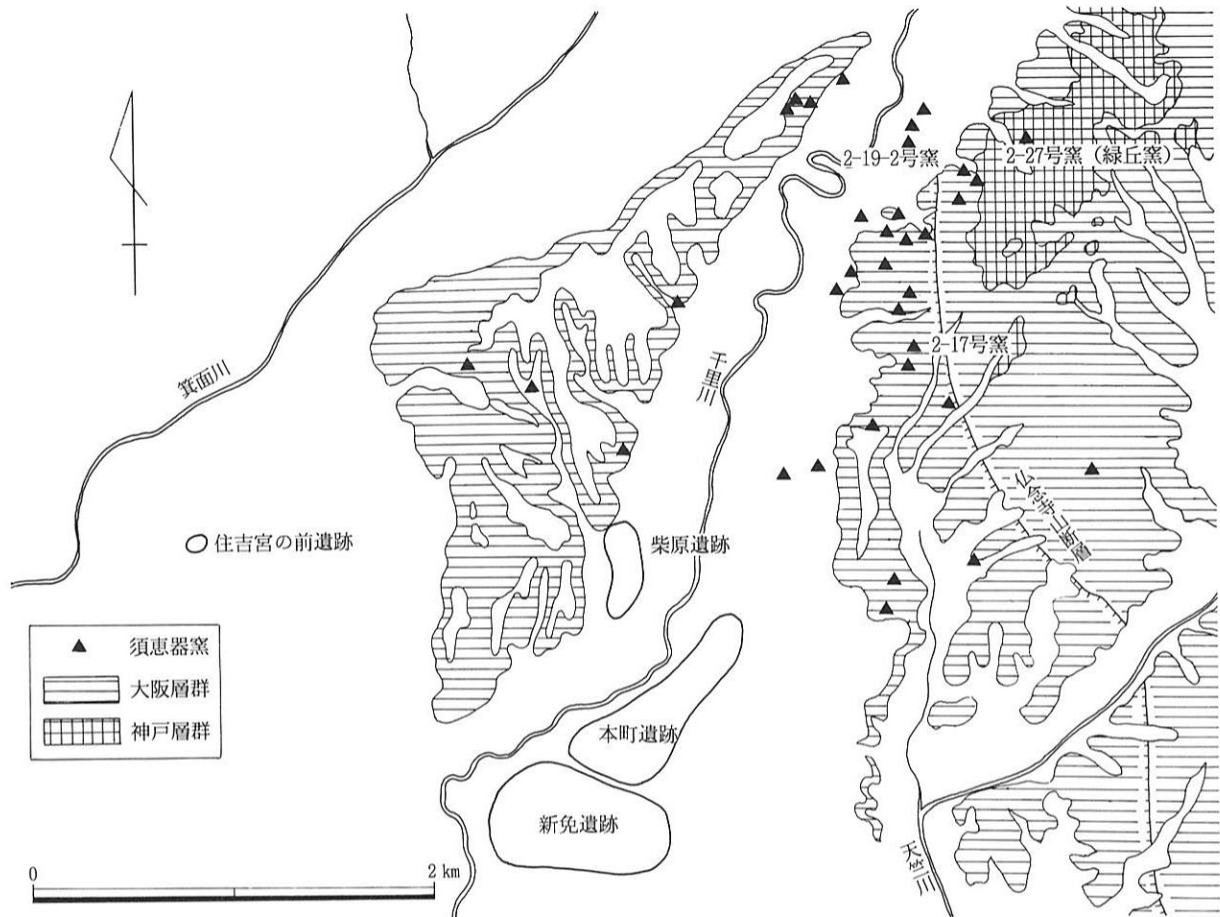 2-19-2号窯
2-27号窯 (緑丘窯)
2-17号窯
千里川
箕面川
仏念寺山断層
住吉宮の前遺跡
柴原遺跡
▲ 須恵器窯
大阪層群
神戸層群
本町遺跡
新免遺跡
天竺川
0
2 km